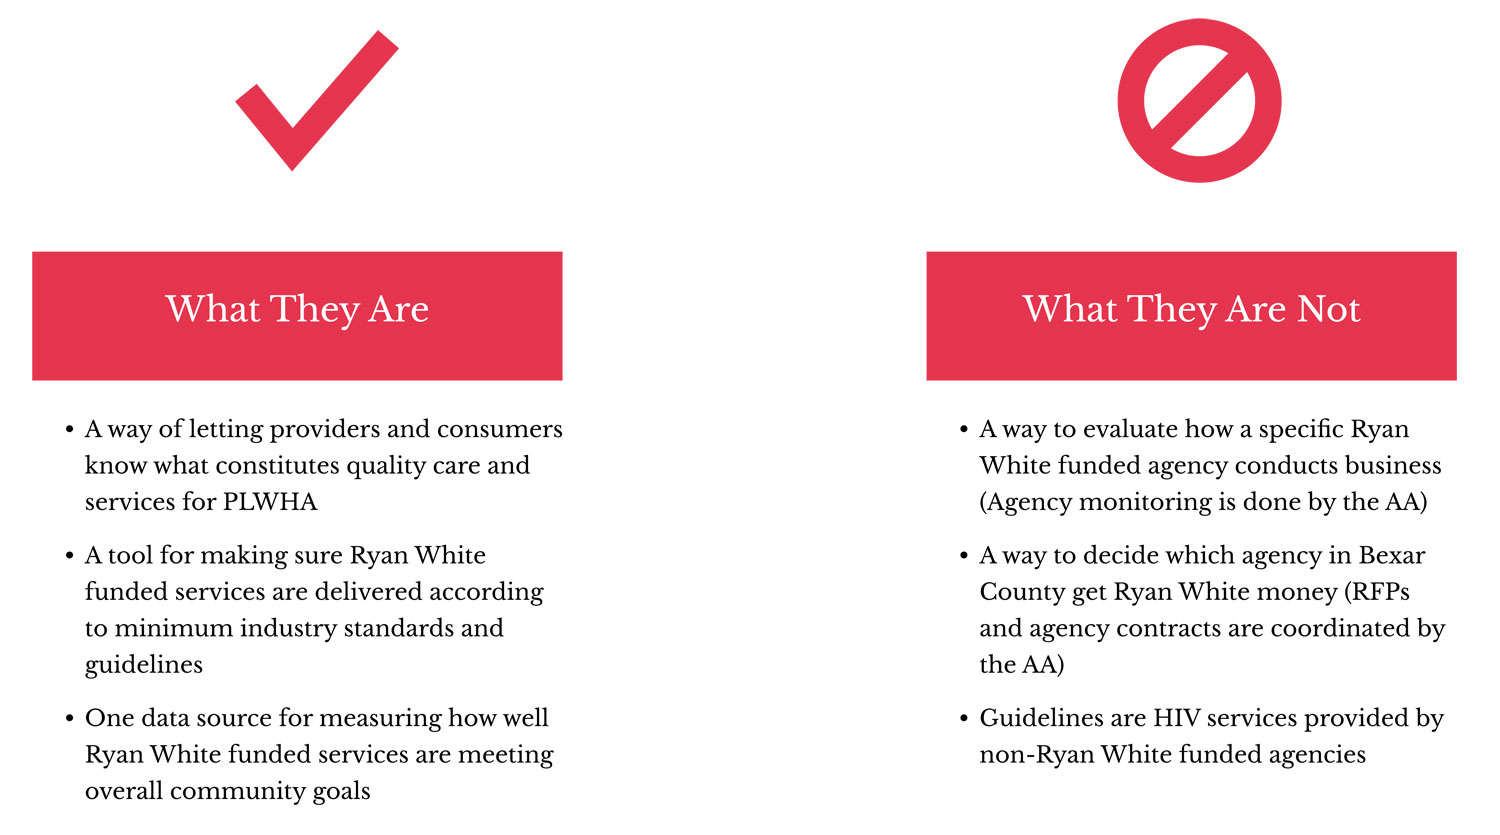 What They Are
• A way of letting providers and consumers
know what constitutes quality care and
services for PLWHA
• A tool for making sure Ryan White
funded services are delivered according
to minimum industry standards and
guidelines
• One data source for measuring how well
Ryan White funded services are meeting
overall community goals
What They Are Not
• A way to evaluate how a specific Ryan
White funded agency conducts business
(Agency monitoring is done by the AA)
• A way to decide which agency in Bexar
County get Ryan White money (RFPs
and agency contracts are coordinated by
the AA)
• Guidelines are HIV services provided by
non-Ryan White funded agencies